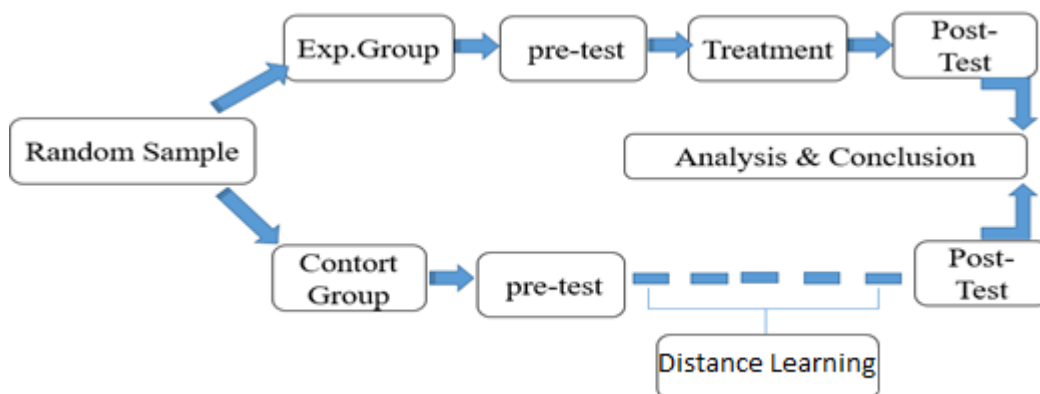 Exp.Group
pre-test
Treatment
Post-
Test
Random Sample
Analysis & Conclusion
Contort
Group
pre-test
Post-
Test
Distance Learning